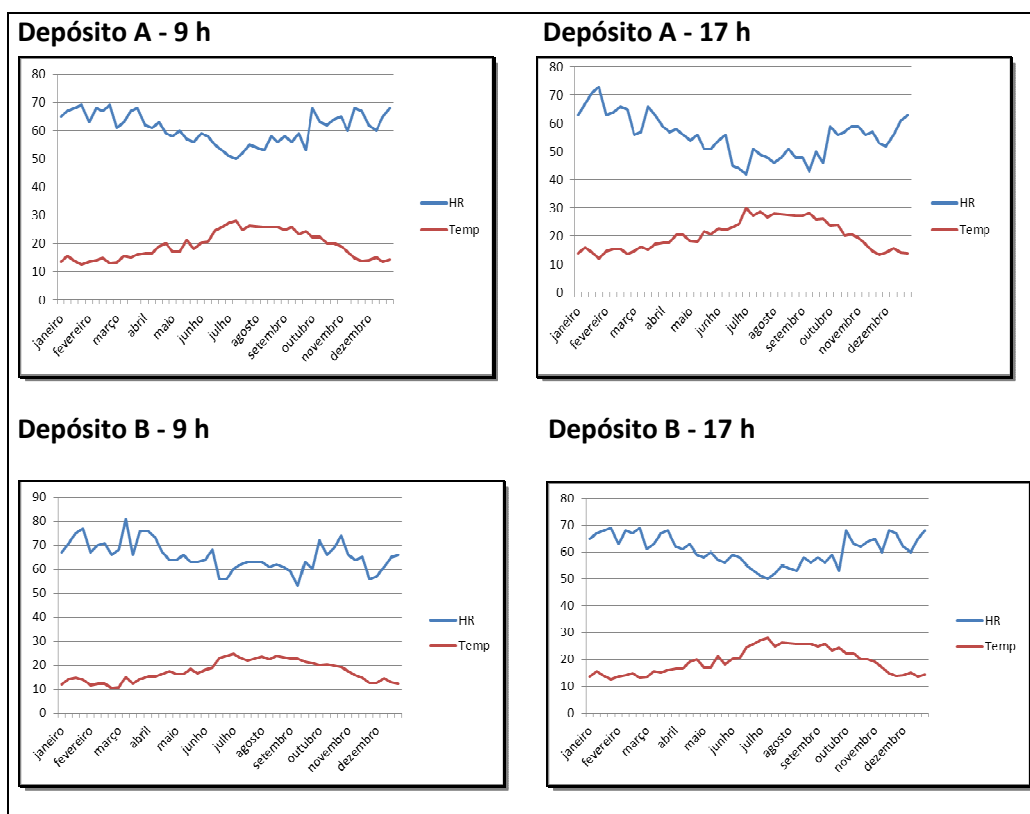 Depósito A - 9 h
80
70
60
50
40
30
20
10
0
HR
Temp
janeiro
fevereiro
março
abril
maio
junho
julho
agosto
setembro
outubro
novembro
dezembro
Depósito A - 17 h
80
70
60
50
40
30
20
10
0
HR
Temp
janeiro
fevereiro
março
abril
maio
junho
julho
agosto
setembro
outubro
novembro
dezembro
Depósito B - 9 h
90
80
70
60
50
40
30
20
10
0
HR
Temp
janeiro
fevereiro
março
abril
maio
junho
julho
agosto
setembro
outubro
novembro
dezembro
Depósito B - 17 h
80
70
60
50
40
30
20
10
0
HR
Temp
janeiro
fevereiro
março
abril
maio
junho
julho
agosto
setembro
outubro
novembro
dezembro